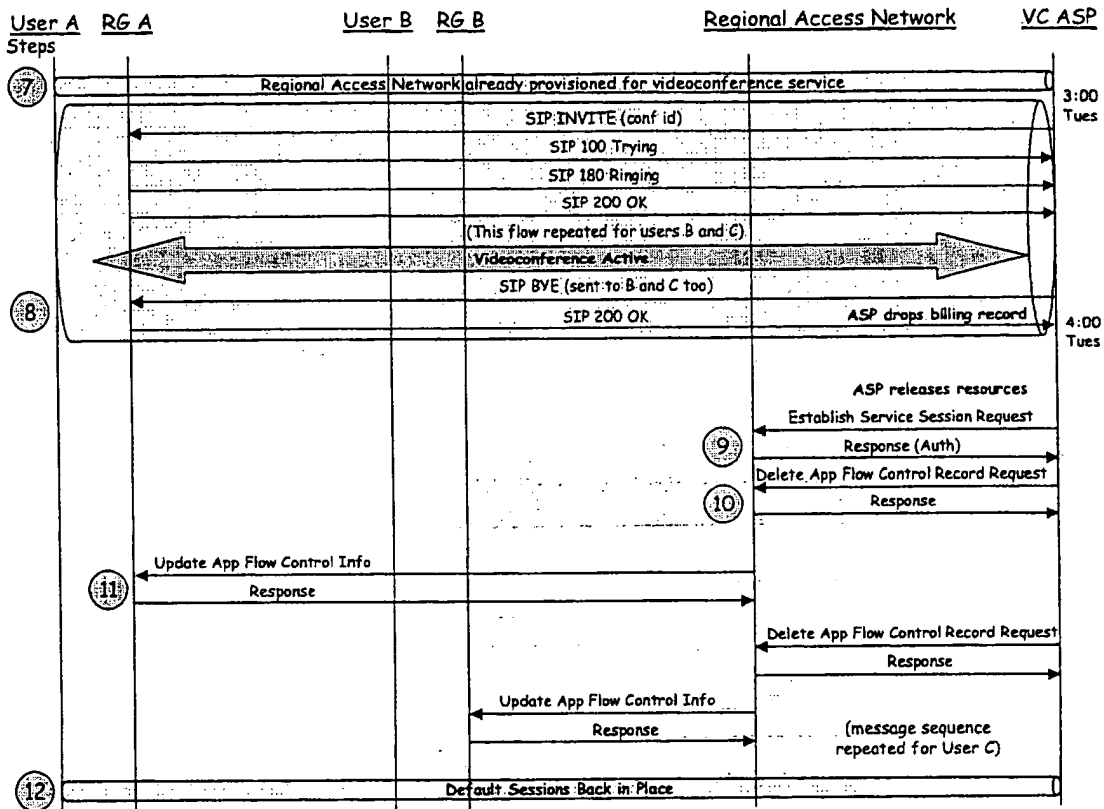 User A RG A User B RG B Regional Access Network VC ASP
Steps
7 Regional Access Network already provisioned for videoconference service
3:00
Tues
SIP INVITE (conf id)
SIP 100 Trying
SIP 180 Ringing
SIP 200 OK
(This flow repeated for users B and C)
Videoconference Active
SIP BYE (sent to B and C too)
8 SIP 200 OK ASP drops billing record
4:00
Tues
ASP releases resources
Establish Service Session Request
9 Response (Auth)
Delete App Flow Control Record Request
10 Response
Update App Flow Control Info
11 Response
Delete App Flow Control Record Request
Response
Update App Flow Control Info
Response (message sequence
repeated for User C)
12 Default Sessions Back in Place